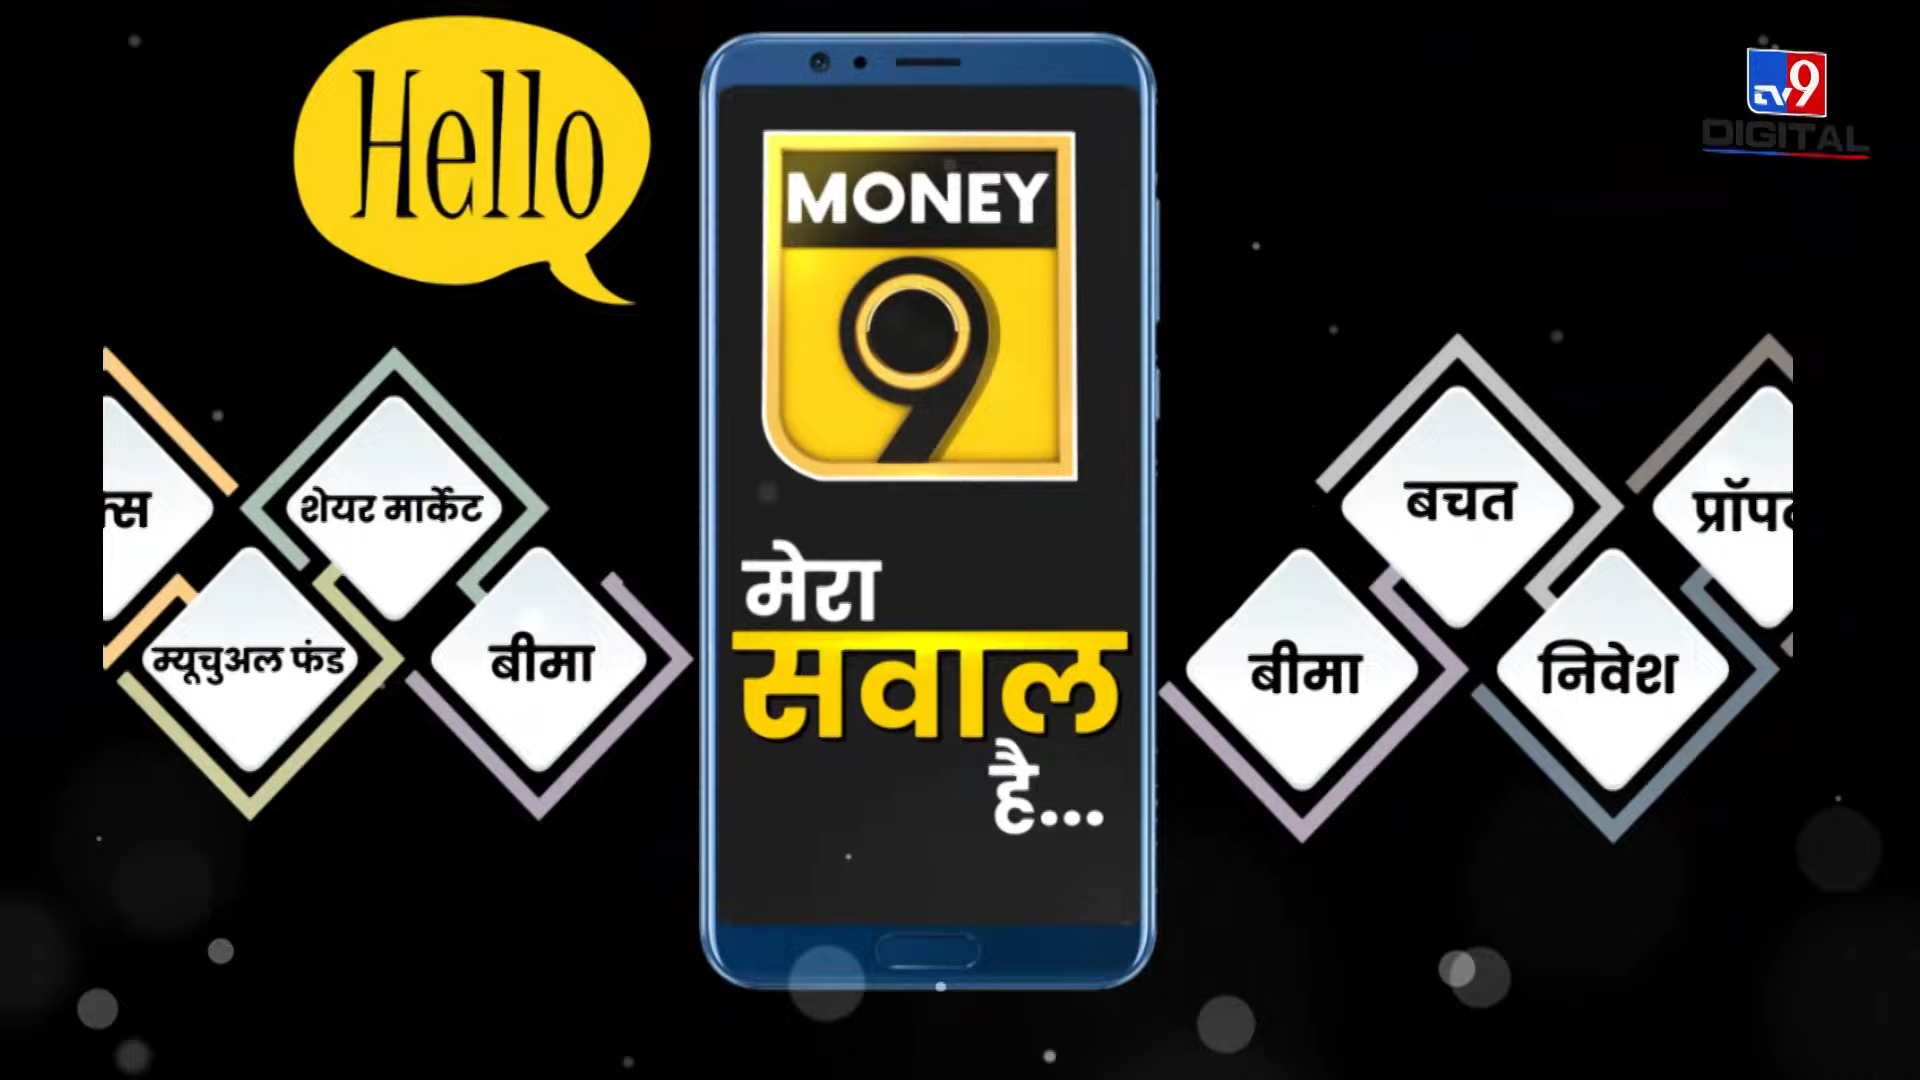 Hello
tv9
DIGITAL
MONEY
9
मेरा
सवाल
है...
शेयर मार्केट
म्यूचुअल फंड
बीमा
बचत
बीमा
निवेश